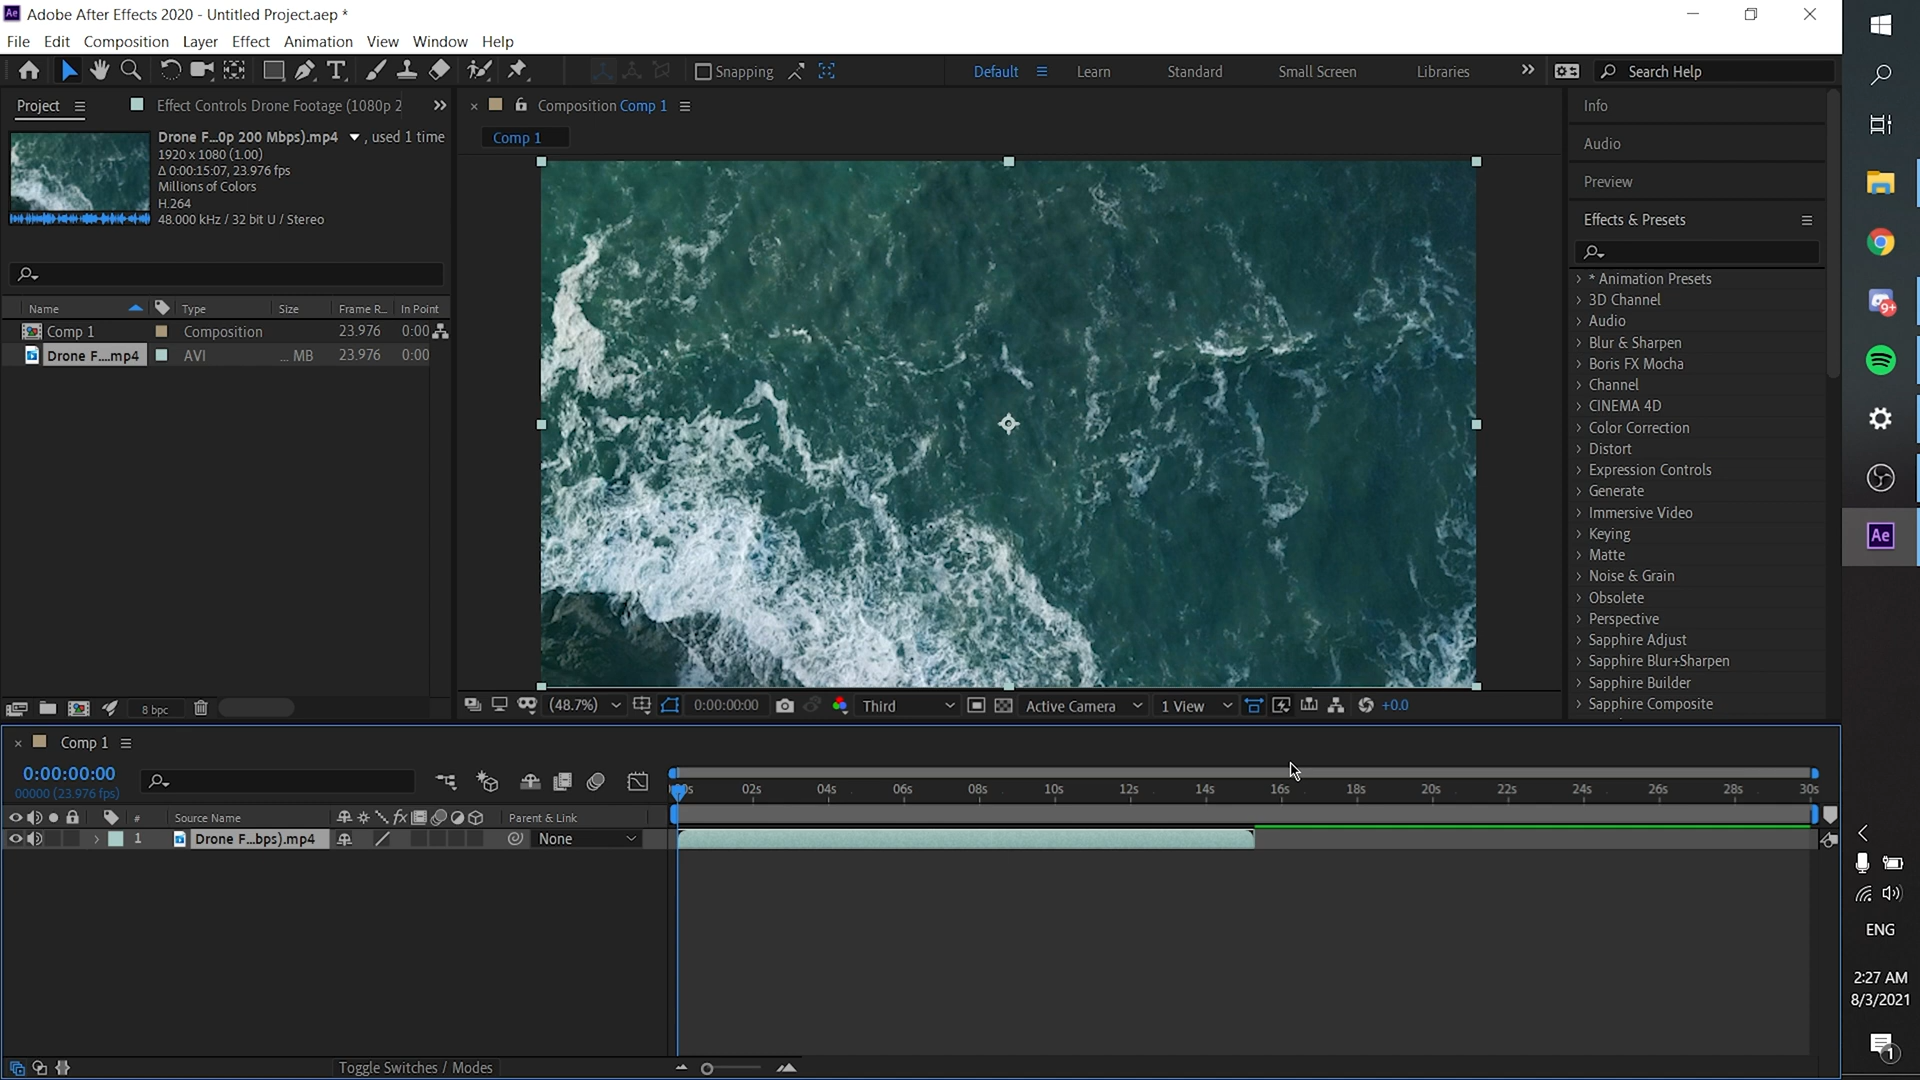 Ae Adobe After Effects 2020 - Untitled Project.aep *
File Edit Composition Layer Effect Animation View Window Help
T Snapping Default Learn Standard Small Screen Libraries Search Help
Project Effect Controls Drone Footage (1080p 2
Composition Comp 1
Comp 1
Drone F...0p 200 Mbps).mp4 , used 1 time
1920 x 1080 (1.00)
Δ 0:00:15:07, 23.976 fps
Millions of Colors
H.264
48.000 kHz / 32 bit U / Stereo
Name Type Size Frame R... In Point
Comp 1 Composition 23.976 0:00
Drone F....mp4 AVI ... MB 23.976 0:00
8 bpc
(48.7%) 0:00:00:00 Third Active Camera 1 View +0.0
Info
Audio
Preview
Effects & Presets
* Animation Presets
3D Channel
Audio
Blur & Sharpen
Boris FX Mocha
Channel
CINEMA 4D
Color Correction
Distort
Expression Controls
Generate
Immersive Video
Keying
Matte
Noise & Grain
Obsolete
Perspective
Sapphire Adjust
Sapphire Blur+Sharpen
Sapphire Builder
Sapphire Composite
Comp 1
0:00:00:00
00000 (23.976 fps)
02s 04s 06s 08s 10s 12s 14s 16s 18s 20s 22s 24s 26s 28s 30s
# Source Name fx Parent & Link
1 Drone F...bps).mp4 None
Toggle Switches / Modes
9+
Ae
ENG
2:27 AM
8/3/2021
1